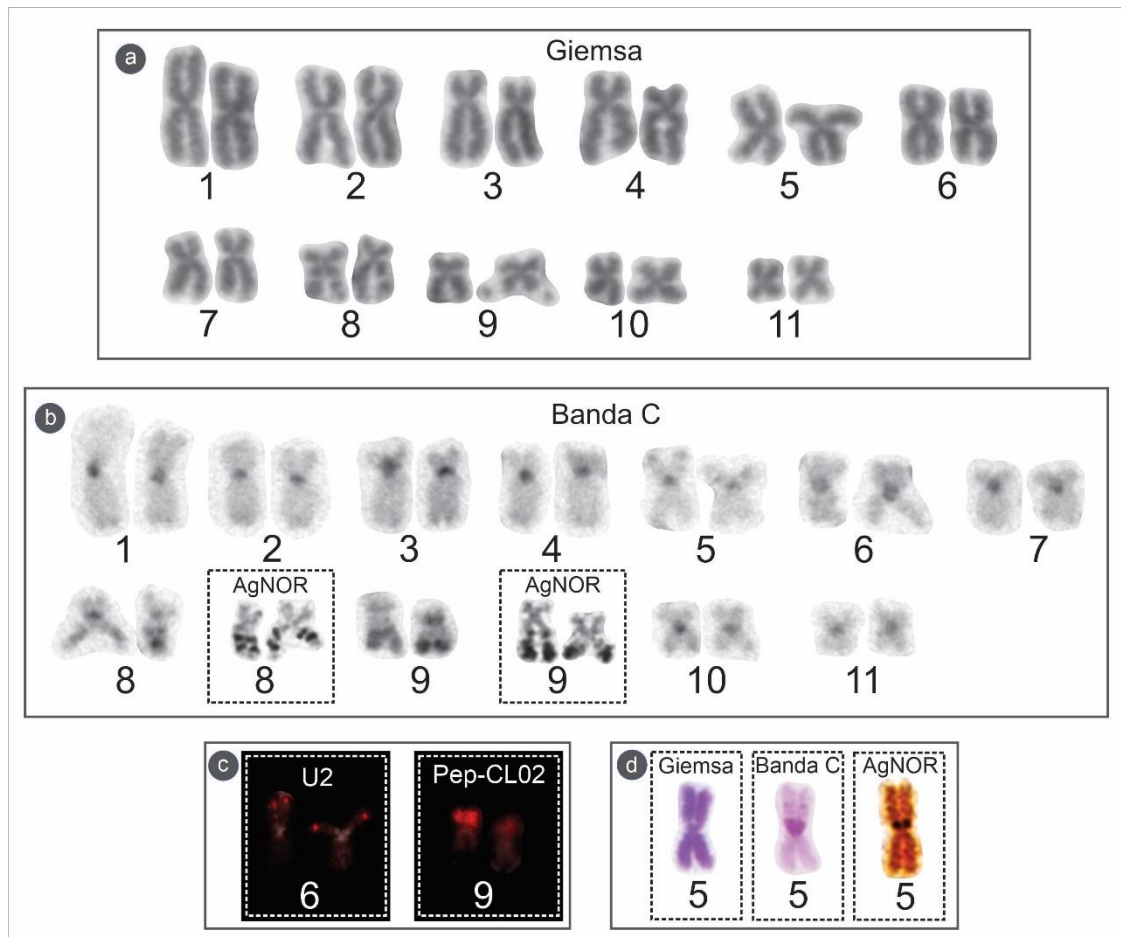 a
Giemsa
1 2 3 4 5 6
7 8 9 10 11
b
Banda C
1 2 3 4 5 6 7
AgNOR AgNOR
8 8 9 9 10 11
c
U2 Pep-CL02
6 9
d
Giemsa Banda C AgNOR
5 5 5